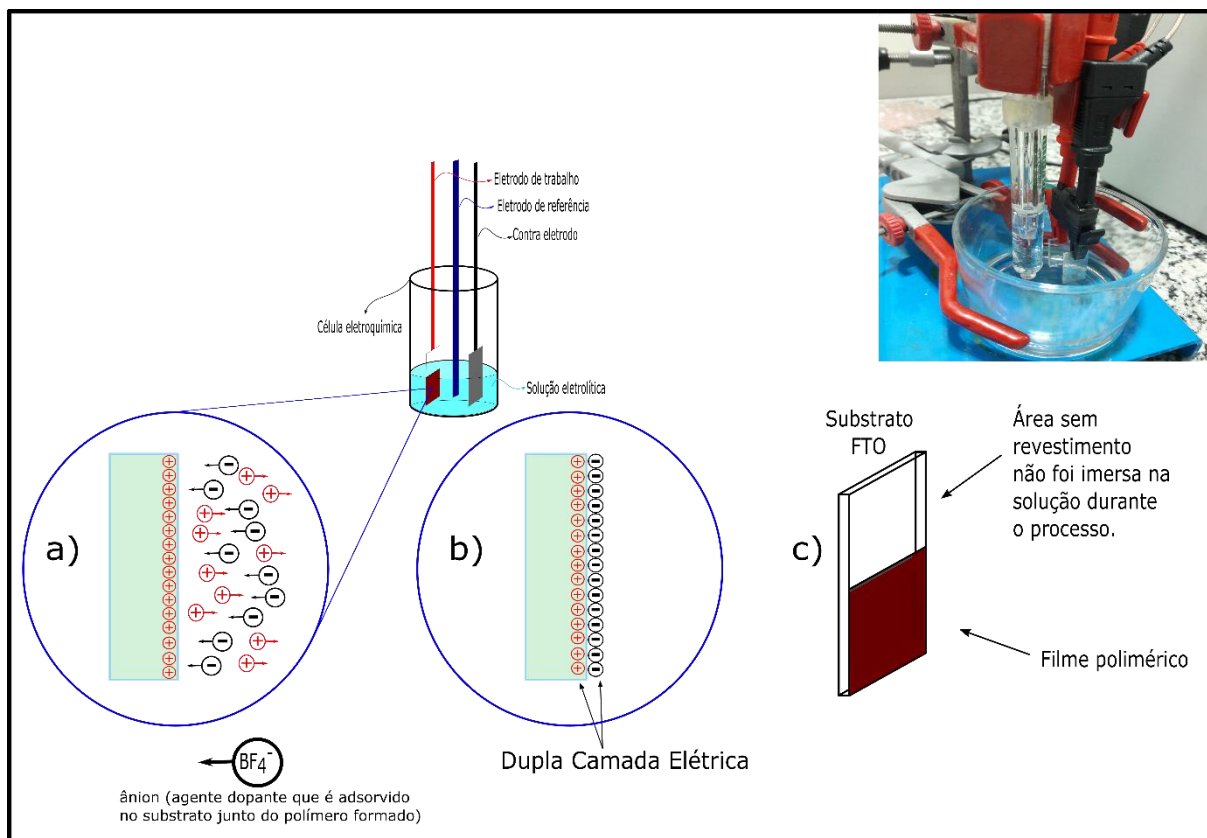 Eletrodo de trabalho
Eletrodo de referência
Contra eletrodo
Célula eletroquímica
Solução eletrolítica
a)
b)
Dupla Camada Elétrica
BF₄⁻
ânion (agente dopante que é adsorvido
no substrato junto do polímero formado)
c)
Substrato
FTO
Área sem
revestimento
não foi imersa na
solução durante
o processo.
Filme polimérico